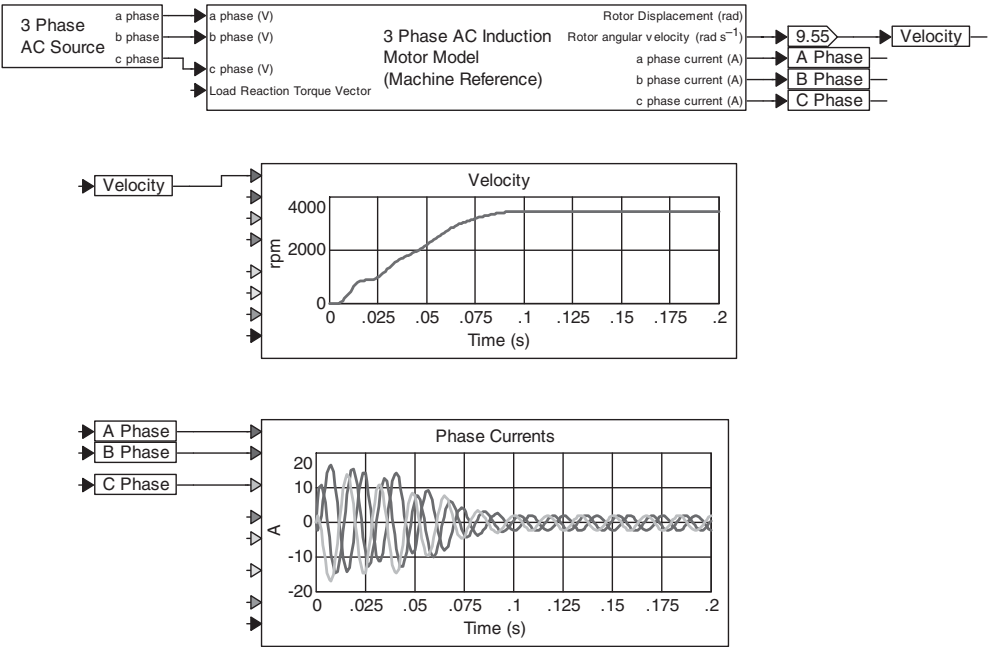 3 Phase
AC Source
a phase
b phase
c phase
a phase (V)
b phase (V)
c phase (V)
Load Reaction Torque Vector
3 Phase AC Induction
Motor Model
(Machine Reference)
Rotor Displacement (rad)
Rotor angular velocity (rad s⁻¹)
a phase current (A)
b phase current (A)
c phase current (A)
9.55
Velocity
A Phase
B Phase
C Phase
Velocity
Velocity
rpm
4000
2000
0
0 .025 .05 .075 .1 .125 .15 .175 .2
Time (s)
A Phase
B Phase
C Phase
Phase Currents
A
20
10
0
-10
-20
0 .025 .05 .075 .1 .125 .15 .175 .2
Time (s)